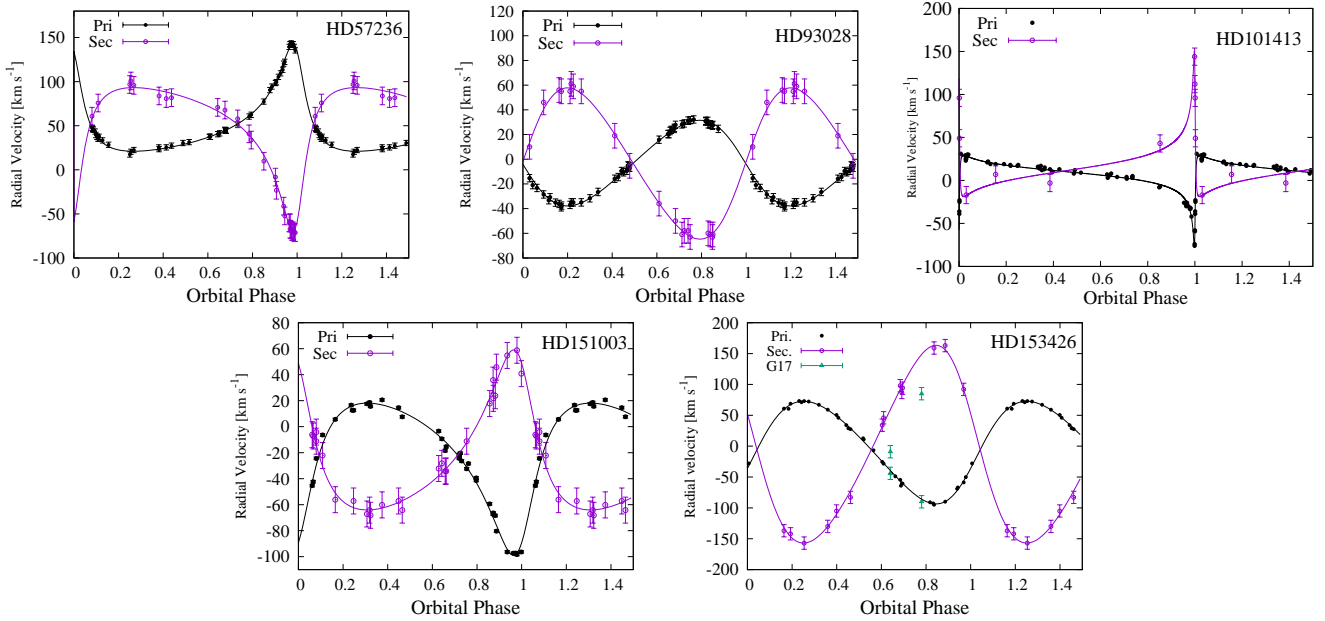 HD57236
Pri
Sec
Radial Velocity [km s⁻¹]
200
150
100
50
0
-50
-100
0 0.2 0.4 0.6 0.8 1 1.2 1.4
Orbital Phase
HD93028
Pri
Sec
Radial Velocity [km s⁻¹]
100
80
60
40
20
0
-20
-40
-60
-80
0 0.2 0.4 0.6 0.8 1 1.2 1.4
Orbital Phase
HD101413
Pri
Sec
Radial Velocity [km s⁻¹]
200
150
100
50
0
-50
-100
0 0.2 0.4 0.6 0.8 1 1.2 1.4
Orbital Phase
HD151003
Pri
Sec
Radial Velocity [km s⁻¹]
80
60
40
20
0
-20
-40
-60
-80
-100
0 0.2 0.4 0.6 0.8 1 1.2 1.4
Orbital Phase
HD153426
Pri.
Sec.
G17
Radial velocity [km s⁻¹]
200
150
100
50
0
-50
-100
-150
-200
0 0.2 0.4 0.6 0.8 1 1.2 1.4
Orbital Phase